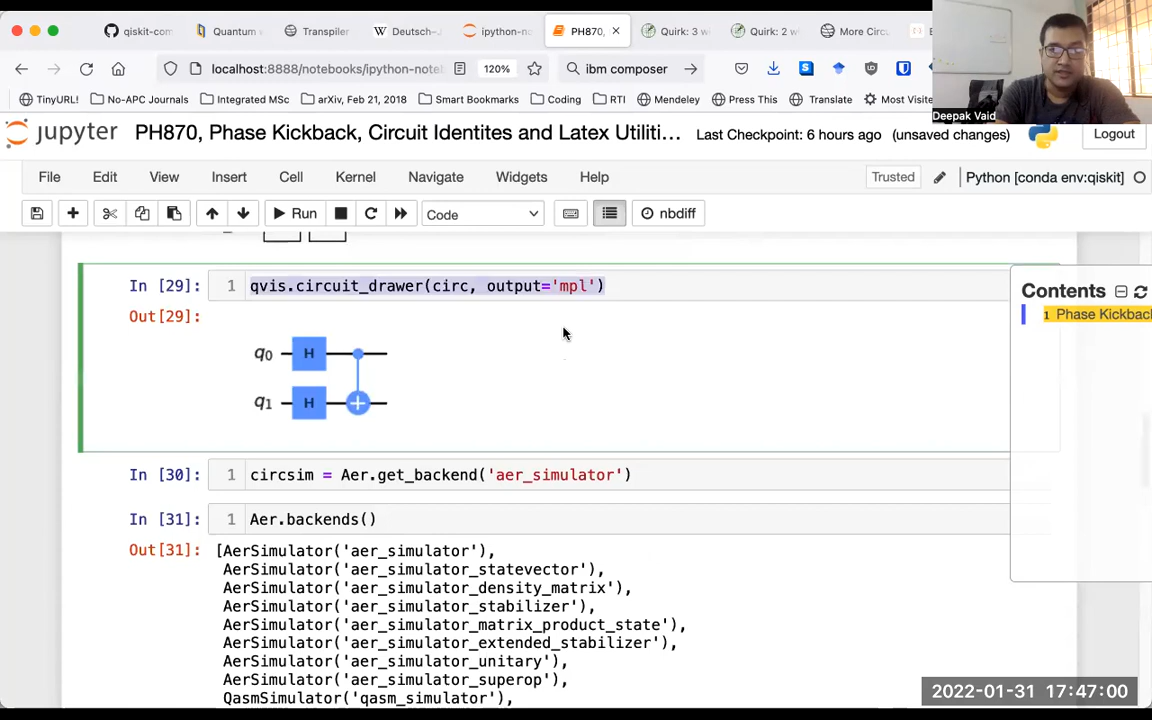 qiskit-com
Quantum
Transpiler
Deutsch-J
ipython-no
PH870,
Quirk: 3 wi
Quirk: 2 w
More Circ
localhost:8888/notebooks/ipython-note
120%
ibm composer
TinyURL!
No-APC Journals
Integrated MSc
arXiv, Feb 21, 2018
Smart Bookmarks
Coding
RTI
Mendeley
Press This
Translate
Most Visite
Deepak Vaid
jupyter
PH870, Phase Kickback, Circuit Identites and Latex Utiliti...
Last Checkpoint: 6 hours ago (unsaved changes)
Logout
File Edit View Insert Cell Kernel Navigate Widgets Help
Trusted
Python [conda env:qiskit]
Run
Code
nbdiff
In [29]: 1 qvis.circuit_drawer(circ, output='mpl')
Out[29]:
q0 H
q1 H +
Contents
1 Phase Kickback
In [30]: 1 circsim = Aer.get_backend('aer_simulator')
In [31]: 1 Aer.backends()
Out[31]: [AerSimulator('aer_simulator'),
AerSimulator('aer_simulator_statevector'),
AerSimulator('aer_simulator_density_matrix'),
AerSimulator('aer_simulator_stabilizer'),
AerSimulator('aer_simulator_matrix_product_state'),
AerSimulator('aer_simulator_extended_stabilizer'),
AerSimulator('aer_simulator_unitary'),
AerSimulator('aer_simulator_superop'),
QasmSimulator('qasm_simulator'),
2022-01-31 17:47:00